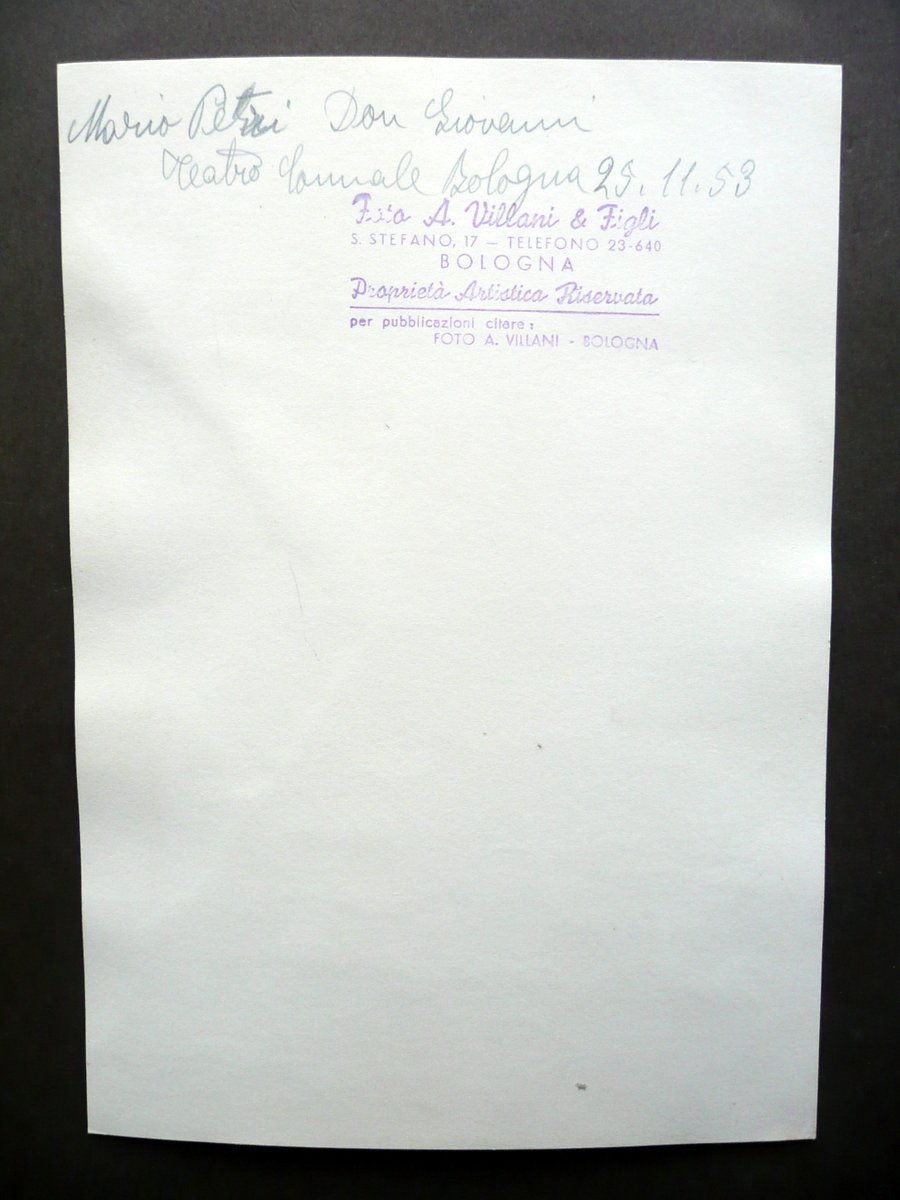 Mario Petri Don Giovanni
Teatro Comunale Bologna 25.11.53
Foto A. Villani & Figli
S. STEFANO, 17 — TELEFONO 23-640
BOLOGNA
Proprietà Artistica Riservata
per pubblicazioni citare:
FOTO A. VILLANI - BOLOGNA